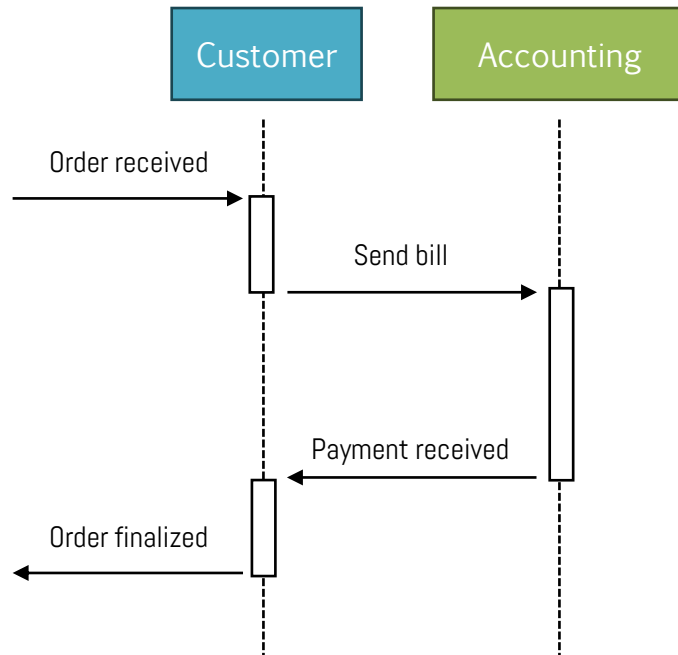 Customer
Accounting
Order received
Send bill
Payment received
Order finalized